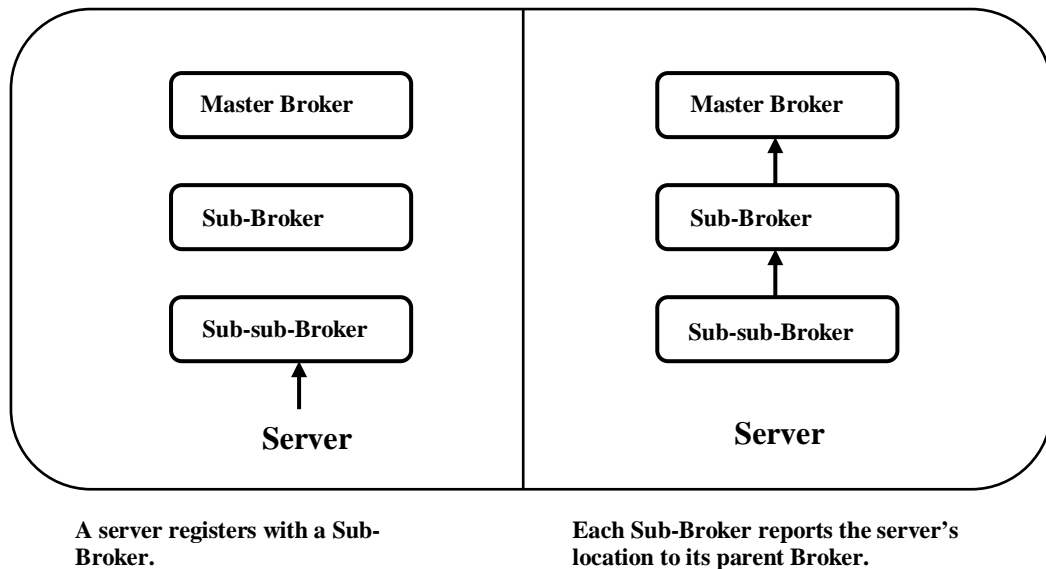 Master Broker
Sub-Broker
Sub-sub-Broker
Server
A server registers with a Sub-
Broker.
Master Broker
Sub-Broker
Sub-sub-Broker
Server
Each Sub-Broker reports the server’s
location to its parent Broker.